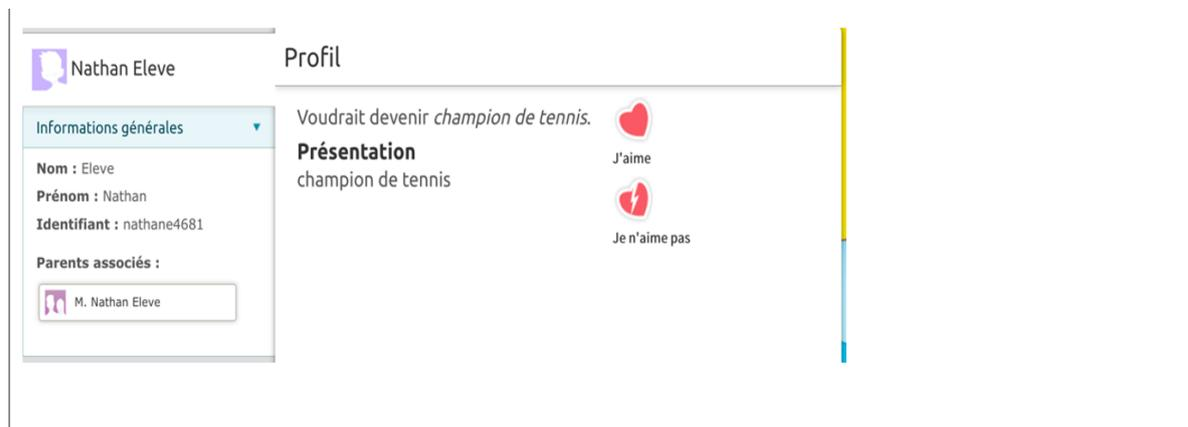 Nathan Eleve
Informations générales
Nom : Eleve
Prénom : Nathan
Identifiant : nathane4681
Parents associés :
M. Nathan Eleve
Profil
Voudrait devenir champion de tennis.
Présentation
champion de tennis
J'aime
Je n'aime pas